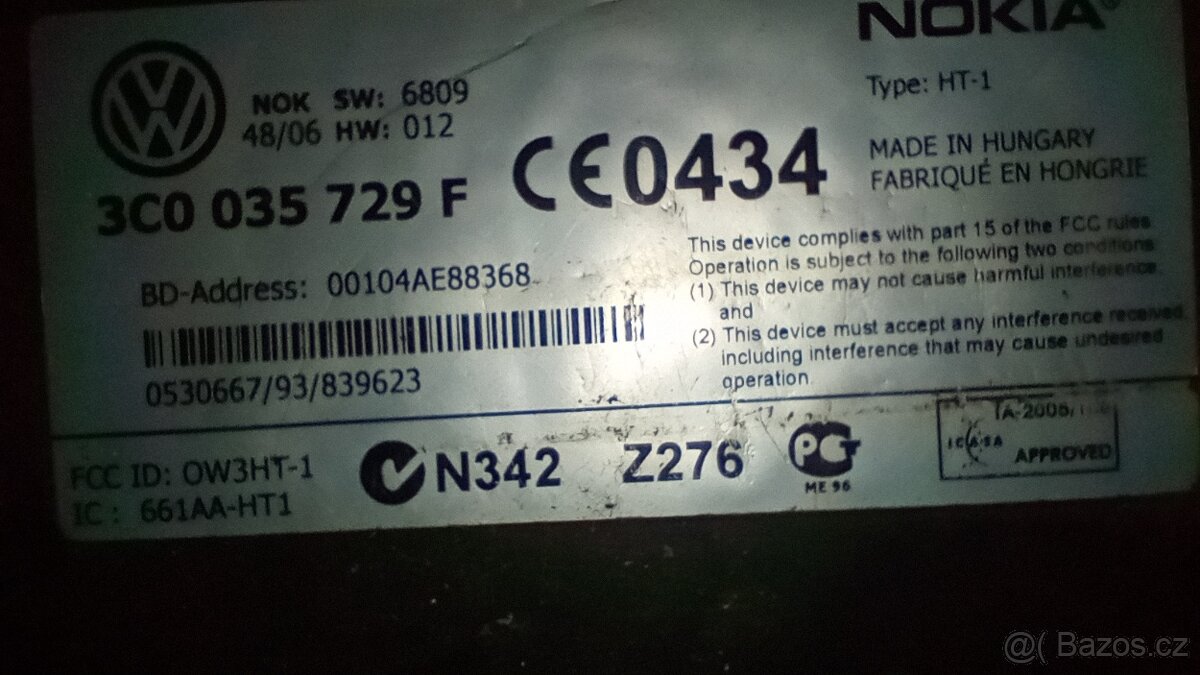 NOKIA
Type: HT-1
NOK SW: 6809
48/06 HW: 012
3C0 035 729 F
CE0434
MADE IN HUNGARY
FABRIQUÉ EN HONGRIE
This device complies with part 15 of the FCC rules
Operation is subject to the following two conditions
(1) This device may not cause harmful interference
and
(2) This device must accept any interference received,
including interference that may cause undesired
operation
BD-Address: 00104AE88368
0530667/93/839623
FCC ID: OW3HT-1
IC : 661AA-HT1
N342
Z276
PCT
ME 96
ICASA
APPROVED
@( Bazos.cz